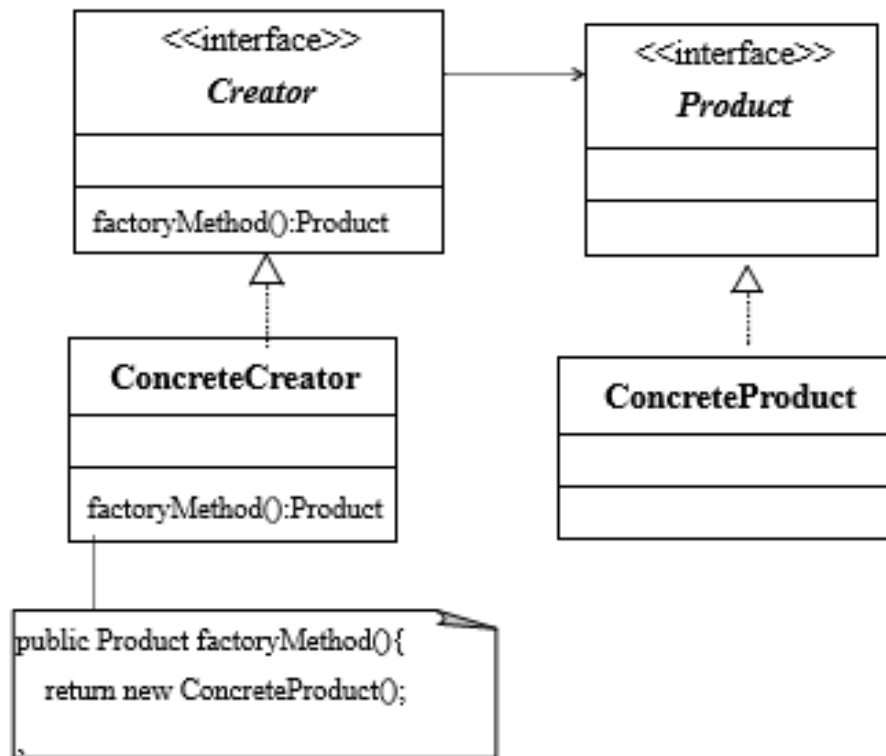 <<interface>>
Creator
factoryMethod():Product
<<interface>>
Product
ConcreteCreator
factoryMethod():Product
ConcreteProduct
public Product factoryMethod(){
return new ConcreteProduct();